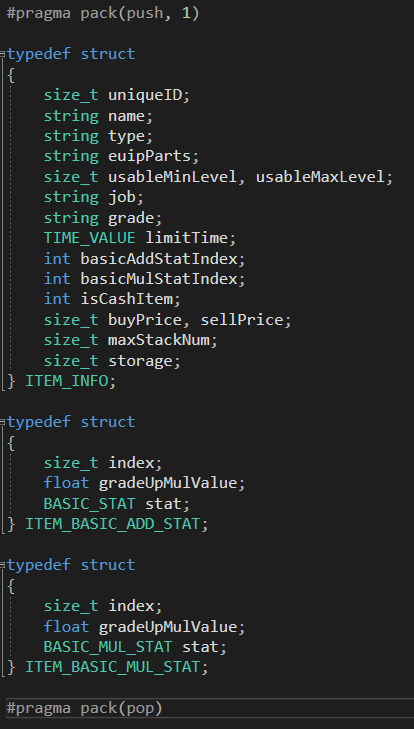 #pragma pack(push, 1)
typedef struct
{
size_t uniqueID;
string name;
string type;
string euipParts;
size_t usableMinLevel, usableMaxLevel;
string job;
string grade;
TIME_VALUE limitTime;
int basicAddStatIndex;
int basicMulStatIndex;
int isCashItem;
size_t buyPrice, sellPrice;
size_t maxStackNum;
size_t storage;
} ITEM_INFO;
typedef struct
{
size_t index;
float gradeUpMulValue;
BASIC_STAT stat;
} ITEM_BASIC_ADD_STAT;
typedef struct
{
size_t index;
float gradeUpMulValue;
BASIC_MUL_STAT stat;
} ITEM_BASIC_MUL_STAT;
#pragma pack(pop)